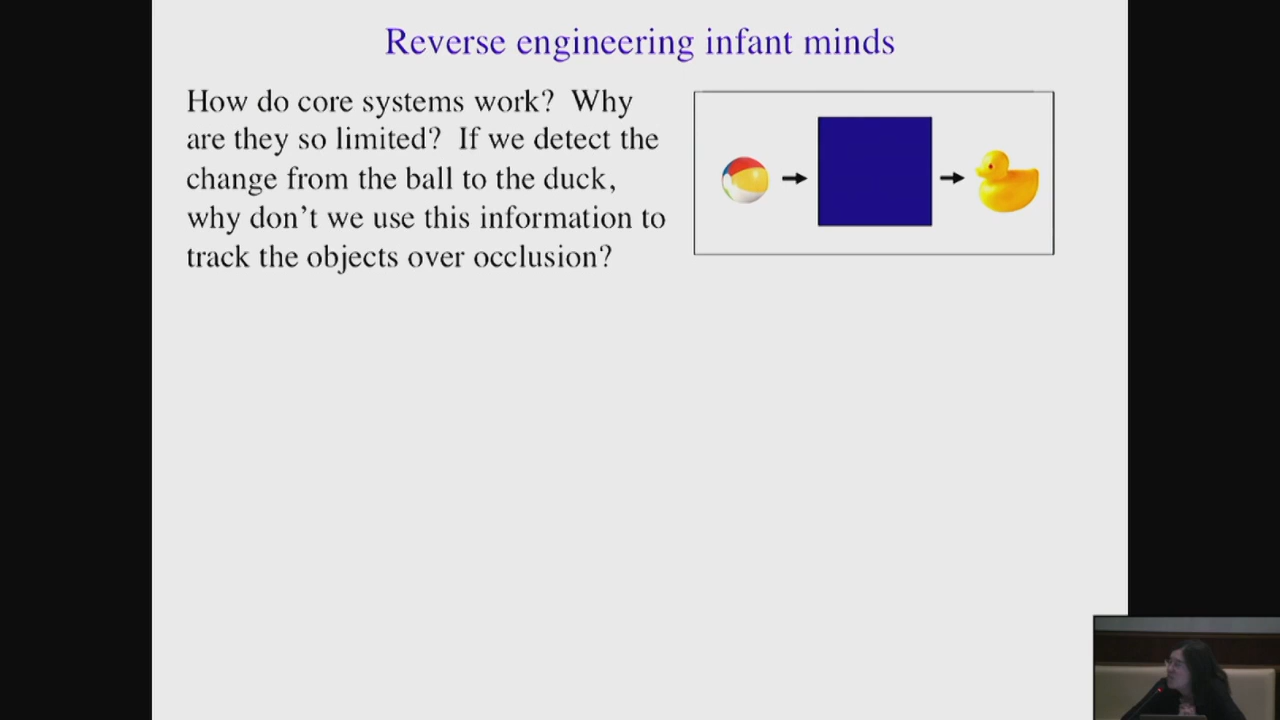 Reverse engineering infant minds
How do core systems work? Why
are they so limited? If we detect the
change from the ball to the duck,
why don't we use this information to
track the objects over occlusion?